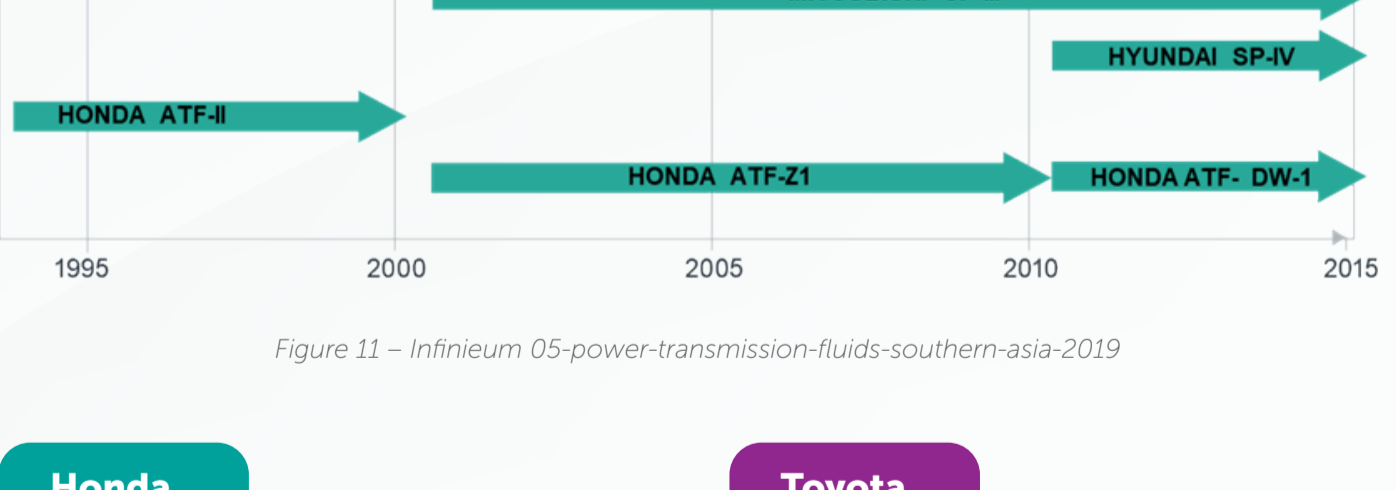 HYUNDAI SP-IV
HONDA ATF-II
HONDA ATF-Z1 HONDA ATF- DW-1
1995 2000 2005 2010 2015
Figure 11 – Infinieum 05-power-transmission-fluids-southern-asia-2019
Honda Toyota